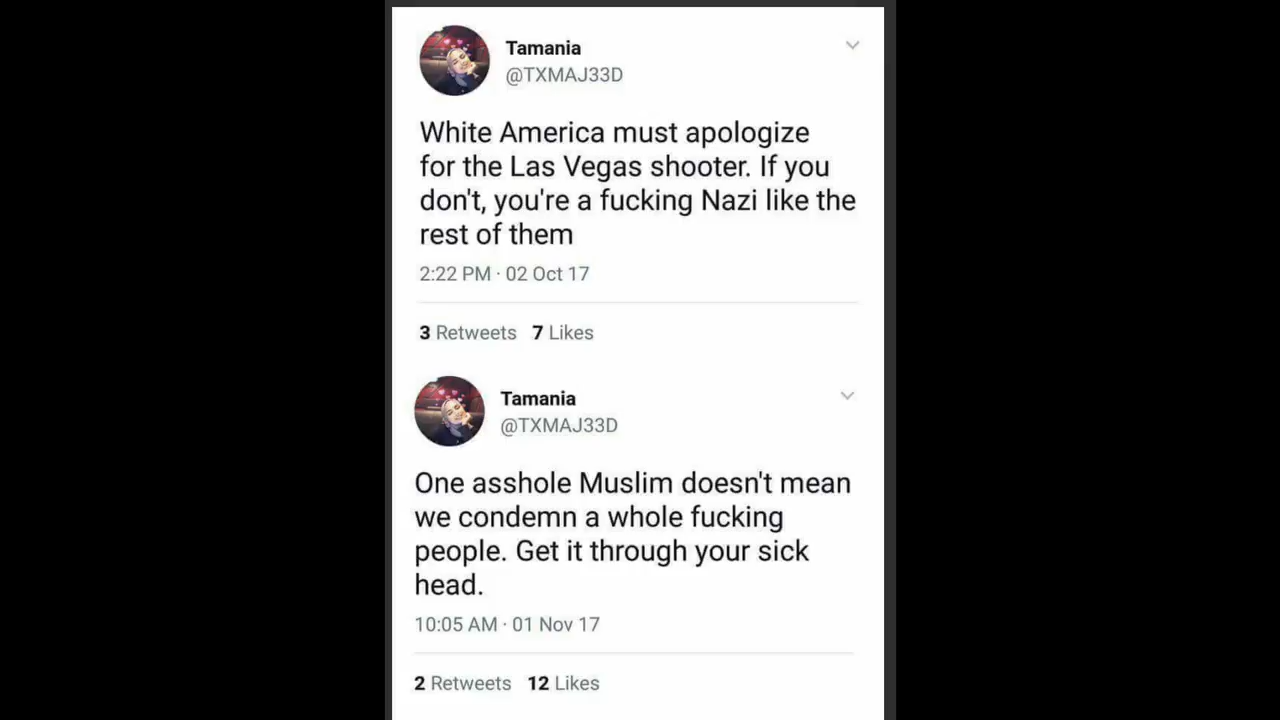 Tamania
@TXMAJ33D
White America must apologize
for the Las Vegas shooter. If you
don't, you're a fucking Nazi like the
rest of them
2:22 PM · 02 Oct 17
3 Retweets 7 Likes
Tamania
@TXMAJ33D
One asshole Muslim doesn't mean
we condemn a whole fucking
people. Get it through your sick
head.
10:05 AM · 01 Nov 17
2 Retweets 12 Likes